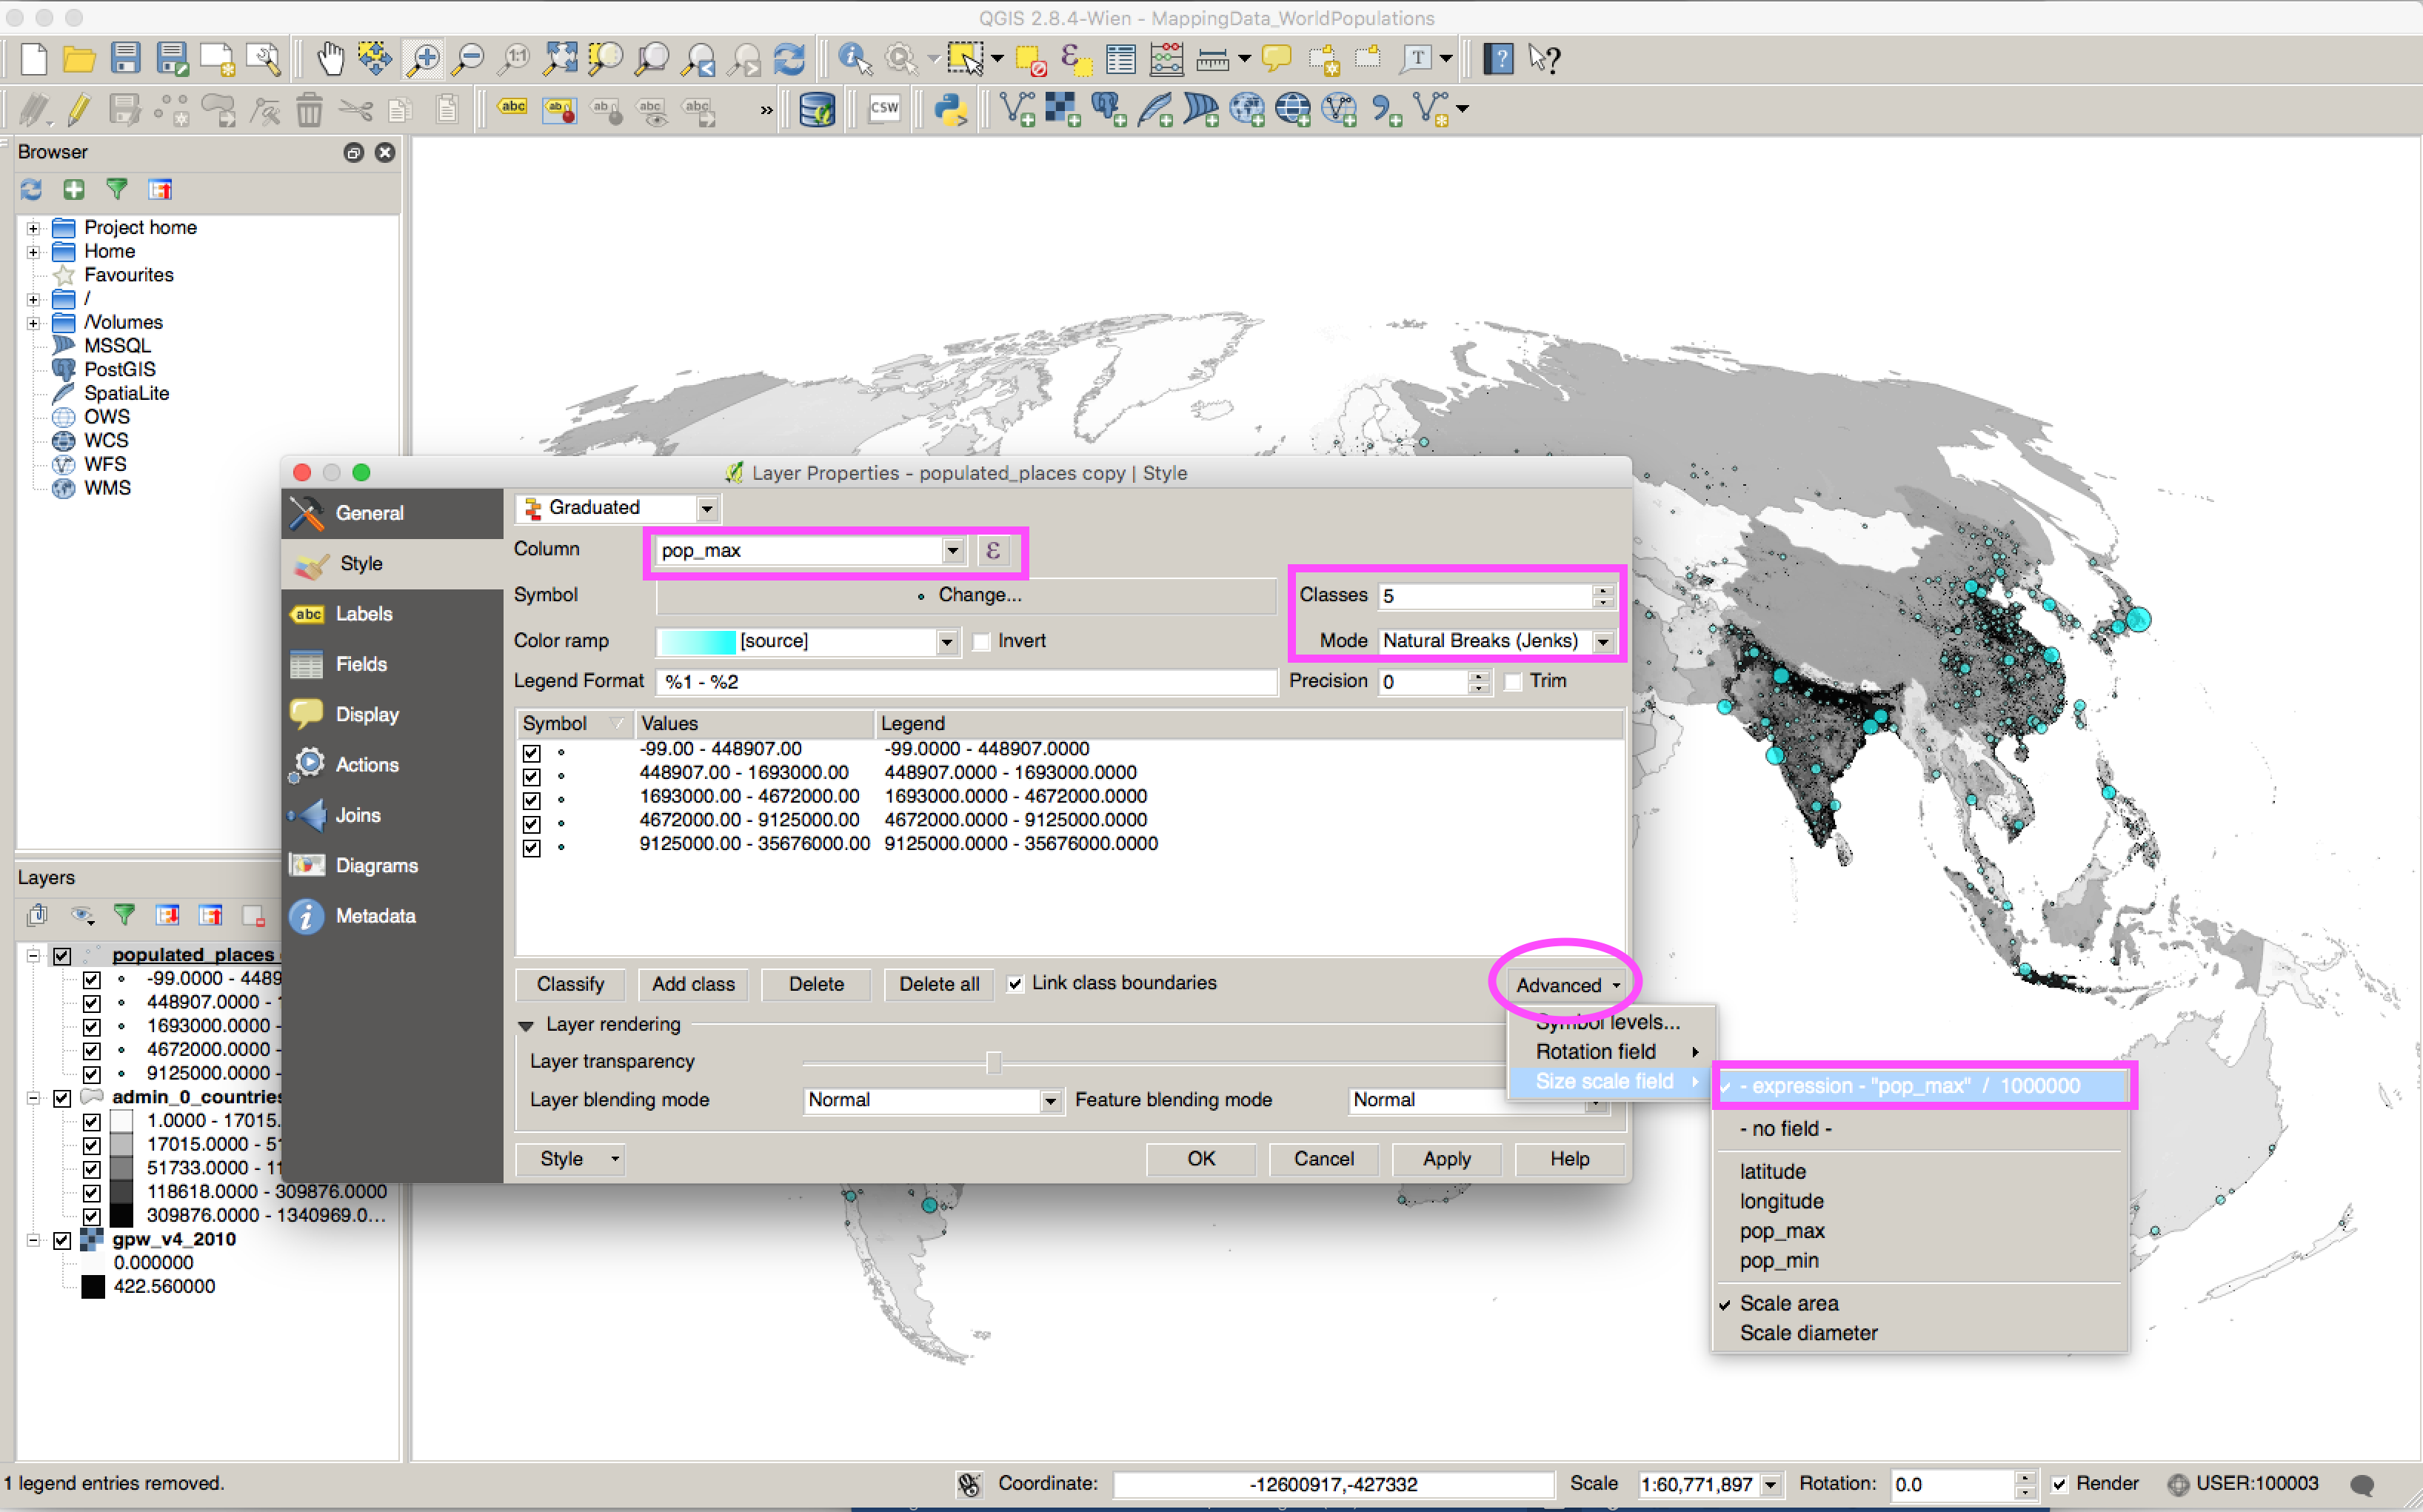 QGIS 2.8.4-Wien - MappingData_WorldPopulations
1:1
T
?
?
abc
ab
ab
abc
abc
»
CSW
Browser
Project home
Home
Favourites
/
/Volumes
MSSQL
PostGIS
SpatiaLite
OWS
WCS
WFS
WMS
Layer Properties - populated_places copy | Style
General
Style
abc Labels
Fields
Display
Actions
Joins
Diagrams
Metadata
Graduated
Column pop_max ε
Symbol Change...
Classes 5
Color ramp [source] Invert
Mode Natural Breaks (Jenks)
Legend Format %1 - %2
Precision 0 Trim
Symbol Values Legend
-99.00 - 448907.00 -99.0000 - 448907.0000
448907.00 - 1693000.00 448907.0000 - 1693000.0000
1693000.00 - 4672000.00 1693000.0000 - 4672000.0000
4672000.00 - 9125000.00 4672000.0000 - 9125000.0000
9125000.00 - 35676000.00 9125000.0000 - 35676000.0000
Classify Add class Delete Delete all Link class boundaries Advanced
Layer rendering
Layer transparency
Layer blending mode Normal Feature blending mode Normal
Style OK Cancel Apply Help
Symbol levels...
Rotation field
Size scale field
- expression - "pop_max" / 1000000
- no field -
latitude
longitude
pop_max
pop_min
Scale area
Scale diameter
Layers
populated_places
-99.0000 - 4489
448907.0000 -
1693000.0000 -
4672000.0000 -
9125000.0000 -
admin_0_countries
1.0000 - 17015.
17015.0000 - 51
51733.0000 - 11
118618.0000 - 309876.0000
309876.0000 - 1340969.0...
gpw_v4_2010
0.000000
422.560000
1 legend entries removed.
Coordinate: -12600917,-427332 Scale 1:60,771,897 Rotation: 0.0 Render USER:100003